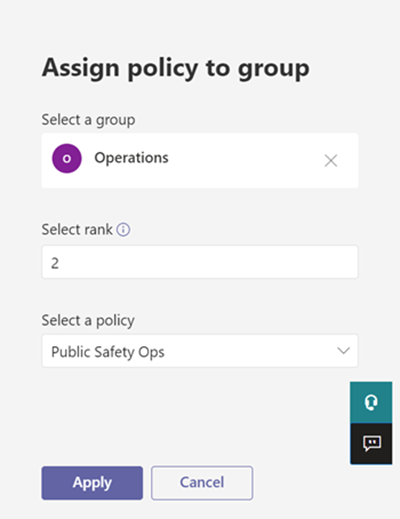 Assign policy to group
Select a group
O Operations
Select rank
2
Select a policy
Public Safety Ops
Apply Cancel